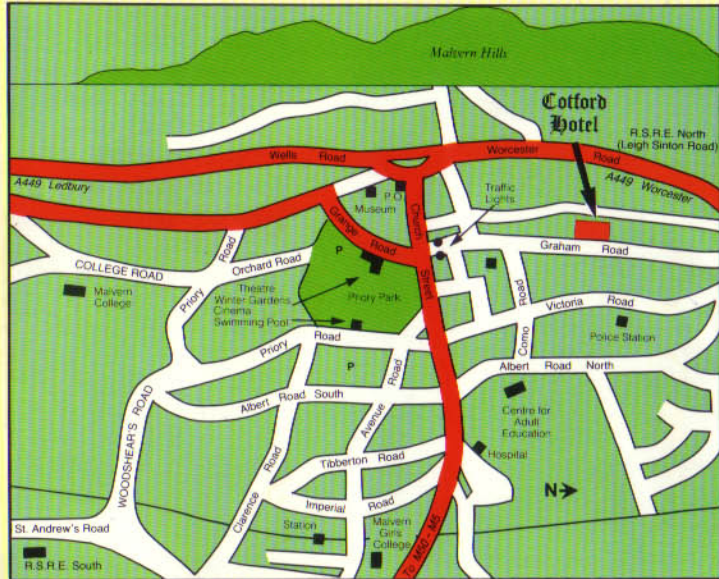 Malvern Hills
Cotford
Hotel
R.S.R.E. North
(Leigh Sinton Road)
Wells Road
Worcester Road
A449 Ledbury
A449 Worcester
P.O.
Museum
Traffic
Lights
Church Street
Grange Road
Graham Road
Orchard Road
P
COLLEGE ROAD
Priory Road
Malvern
College
Theatre
Winter Gardens
Cinema
Swimming Pool
Priory Park
Como Road
Victoria Road
Police Station
Priory Road
P
Avenue Road
Albert Road North
Albert Road South
Centre for
Adult
Education
WOODSHEAR'S ROAD
Clarence Road
Tibberton Road
Hospital
Imperial Road
N
St. Andrew's Road
Station
Malvern
Girls
College
R.S.R.E. South
To M50 - M5